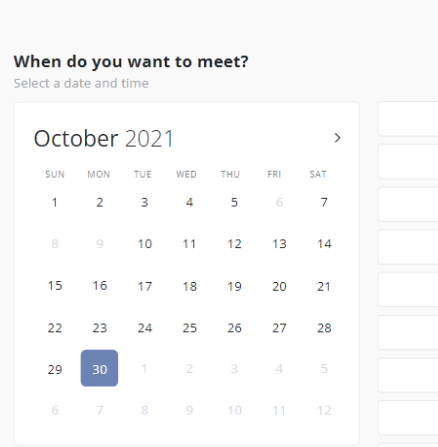 When do you want to meet?
Select a date and time
October 2021
SUN MON TUE WED THU FRI SAT
1 2 3 4 5 6 7
8 9 10 11 12 13 14
15 16 17 18 19 20 21
22 23 24 25 26 27 28
29 30 1 2 3 4 5
6 7 8 9 10 11 12